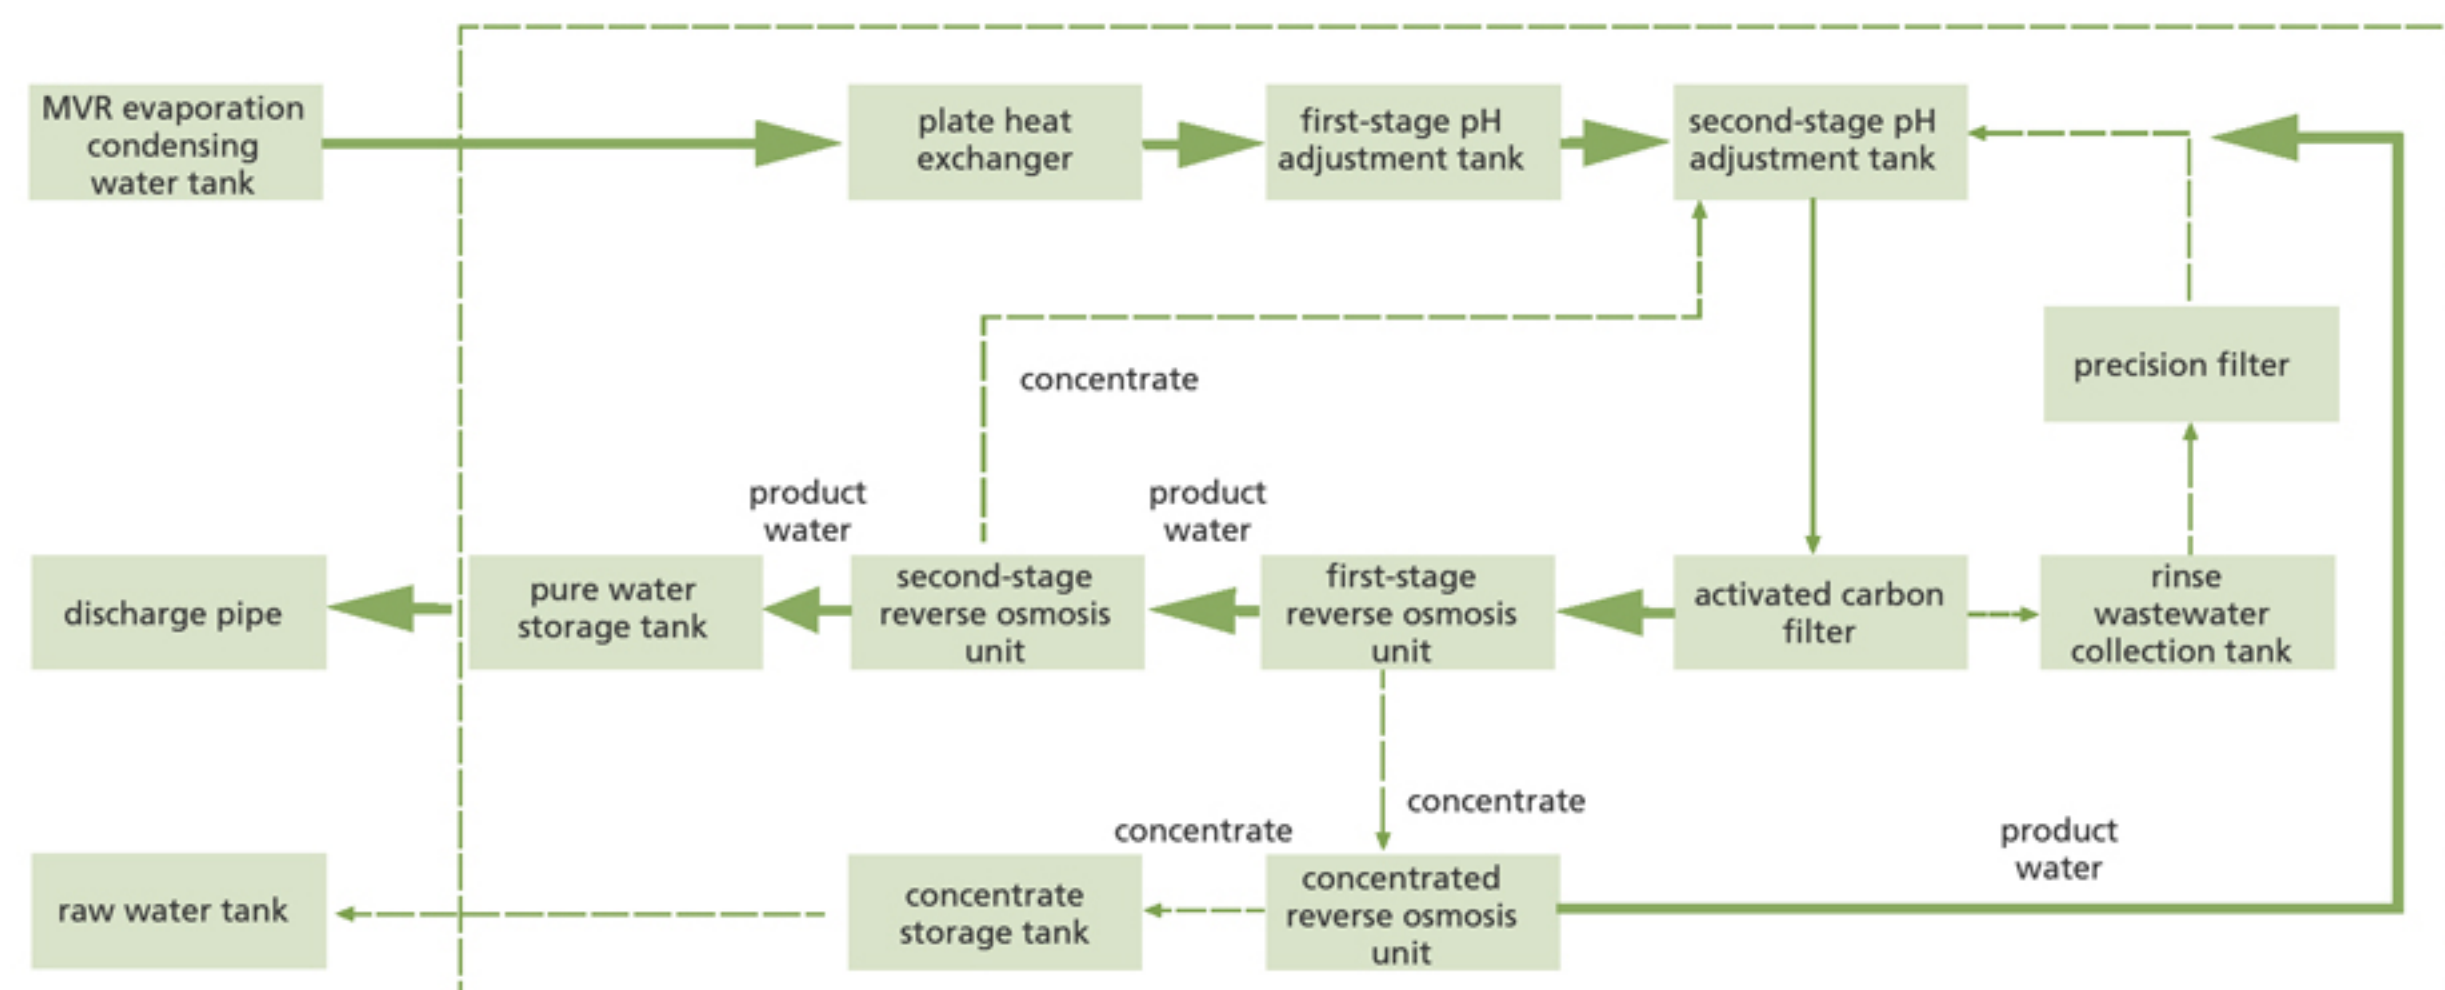 MVR evaporation
condensing
water tank
plate heat
exchanger
first-stage pH
adjustment tank
second-stage pH
adjustment tank
concentrate
precision filter
product
water
product
water
discharge pipe
pure water
storage tank
second-stage
reverse osmosis
unit
first-stage
reverse osmosis
unit
activated carbon
filter
rinse
wastewater
collection tank
concentrate
concentrate
product
water
raw water tank
concentrate
storage tank
concentrated
reverse osmosis
unit